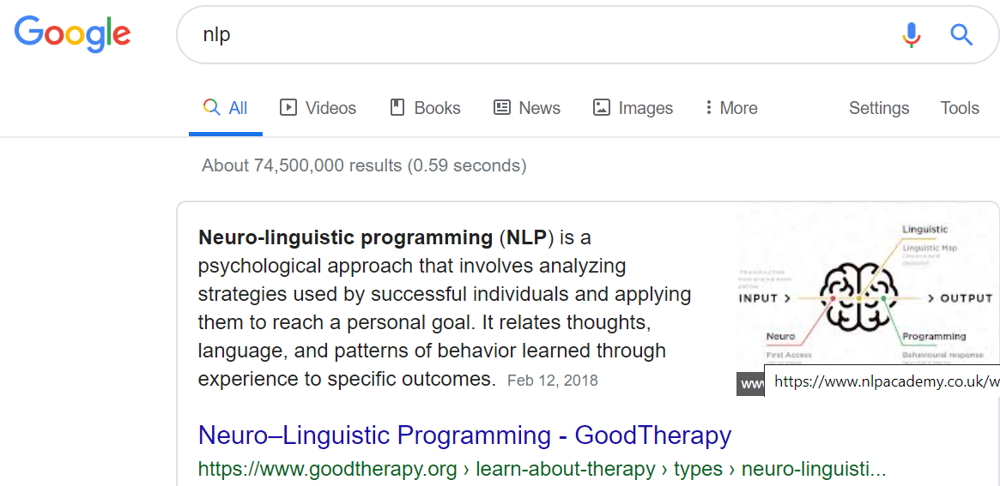 Google
nlp
All
Videos
Books
News
Images
More
Settings
Tools
About 74,500,000 results (0.59 seconds)
Neuro-linguistic programming (NLP) is a
psychological approach that involves analyzing
strategies used by successful individuals and applying
them to reach a personal goal. It relates thoughts,
language, and patterns of behavior learned through
experience to specific outcomes. Feb 12, 2018
Linguistic
Linguistic Map
INPUT >
> OUTPUT
Neuro
First Access
Programming
Behavioural response
https://www.nlpacademy.co.uk/w
Neuro–Linguistic Programming - GoodTherapy
https://www.goodtherapy.org › learn-about-therapy › types › neuro-linguisti...